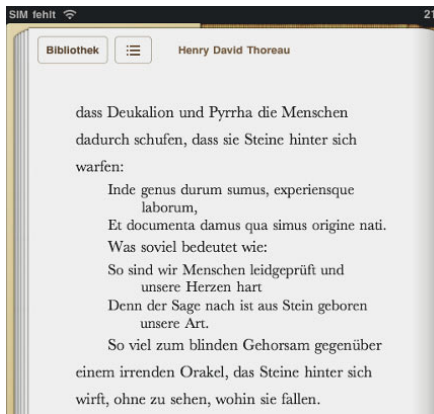 SIM fehlt 21
Bibliothek Henry David Thoreau
dass Deukalion und Pyrrha die Menschen
dadurch schufen, dass sie Steine hinter sich
warfen:
Inde genus durum sumus, experiensque
laborum,
Et documenta damus qua simus origine nati.
Was soviel bedeutet wie:
So sind wir Menschen leidgeprüft und
unsere Herzen hart
Denn der Sage nach ist aus Stein geboren
unsere Art.
So viel zum blinden Gehorsam gegenüber
einem irrenden Orakel, das Steine hinter sich
wirft, ohne zu sehen, wohin sie fallen.